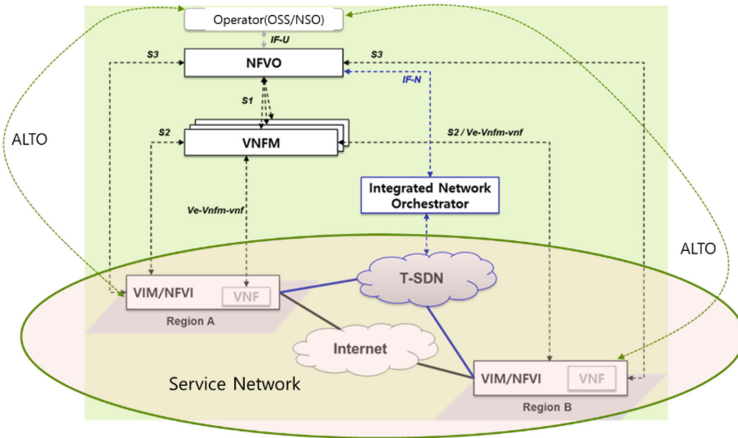 Operator(OSS/NSO)
IF-U
S3
NFVO
S3
IF-N
S1
ALTO
S2
VNFM
S2 / Ve-Vnfm-vnf
Integrated Network
Orchestrator
Ve-Vnfm-vnf
ALTO
T-SDN
VIM/NFVI
VNF
Region A
Internet
Service Network
VIM/NFVI
VNF
Region B